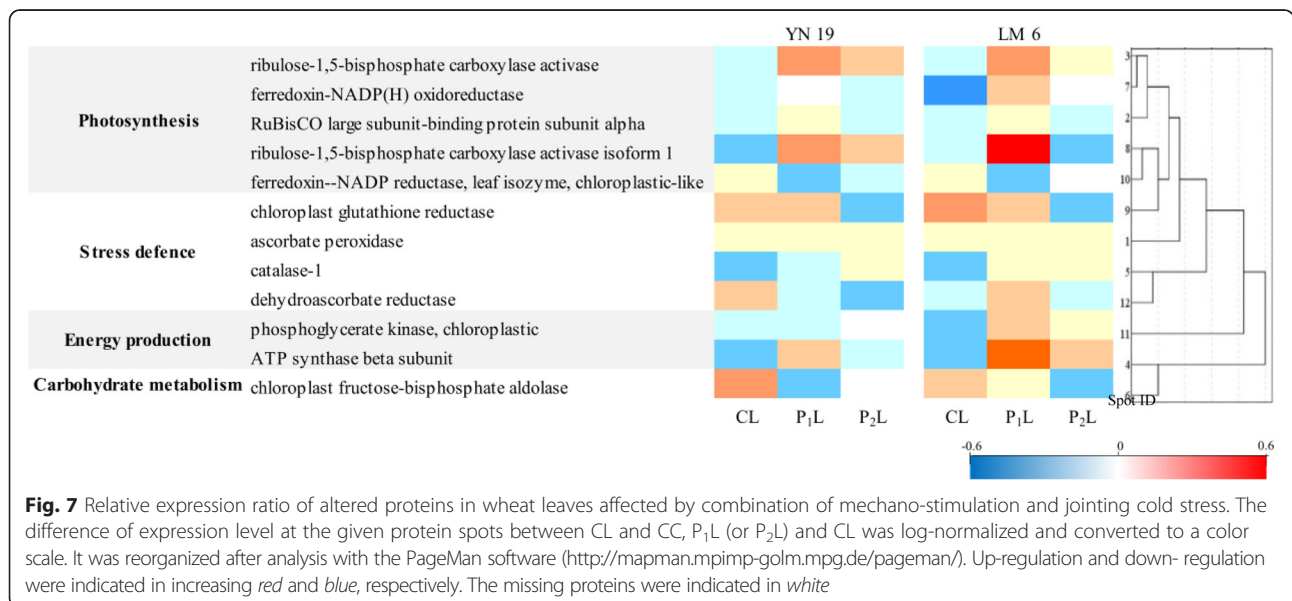 YN 19 LM 6
Photosynthesis
ribulose-1,5-bisphosphate carboxylase activase
ferredoxin-NADP(H) oxidoreductase
RuBisCO large subunit-binding protein subunit alpha
ribulose-1,5-bisphosphate carboxylase activase isoform 1
ferredoxin--NADP reductase, leaf isozyme, chloroplastic-like
Stress defence
chloroplast glutathione reductase
ascorbate peroxidase
catalase-1
dehydroascorbate reductase
Energy production
phosphoglycerate kinase, chloroplastic
ATP synthase beta subunit
Carbohydrate metabolism chloroplast fructose-bisphosphate aldolase
3
7
2
8
10
9
1
5
12
11
4
6
Spot ID
CL P₁L P₂L CL P₁L P₂L
-0.6 0 0.6
Fig. 7 Relative expression ratio of altered proteins in wheat leaves affected by combination of mechano-stimulation and jointing cold stress. The
difference of expression level at the given protein spots between CL and CC, P₁L (or P₂L) and CL was log-normalized and converted to a color
scale. It was reorganized after analysis with the PageMan software (http://mapman.mpimp-golm.mpg.de/pageman/). Up-regulation and down- regulation
were indicated in increasing red and blue, respectively. The missing proteins were indicated in white